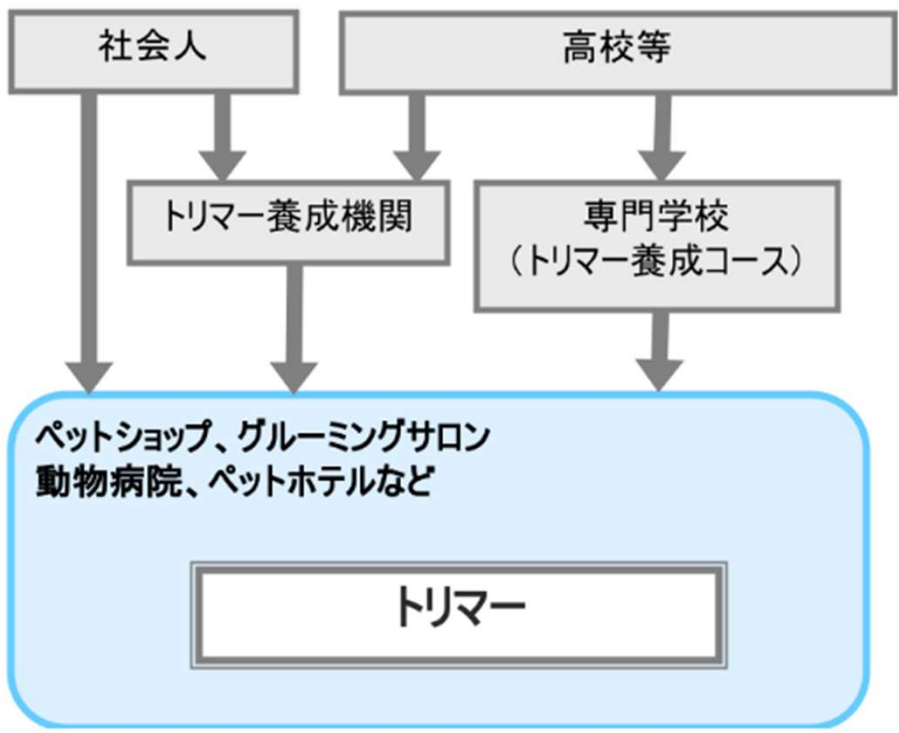 社会人
高校等
トリマー養成機関
専門学校
（トリマー養成コース）
ペットショップ、グルーミングサロン
動物病院、ペットホテルなど
トリマー